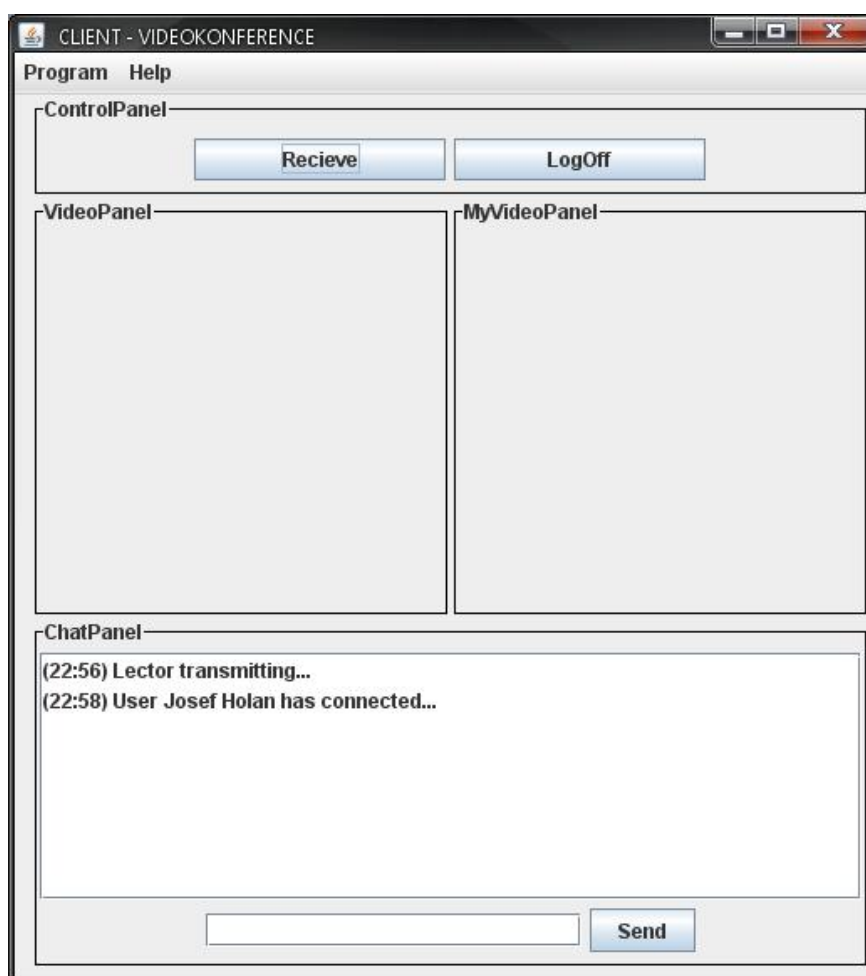 CLIENT - VIDEOKONFERENCE
Program Help
ControlPanel
Recieve LogOff
VideoPanel MyVideoPanel
ChatPanel
(22:56) Lector transmitting...
(22:58) User Josef Holan has connected...
Send